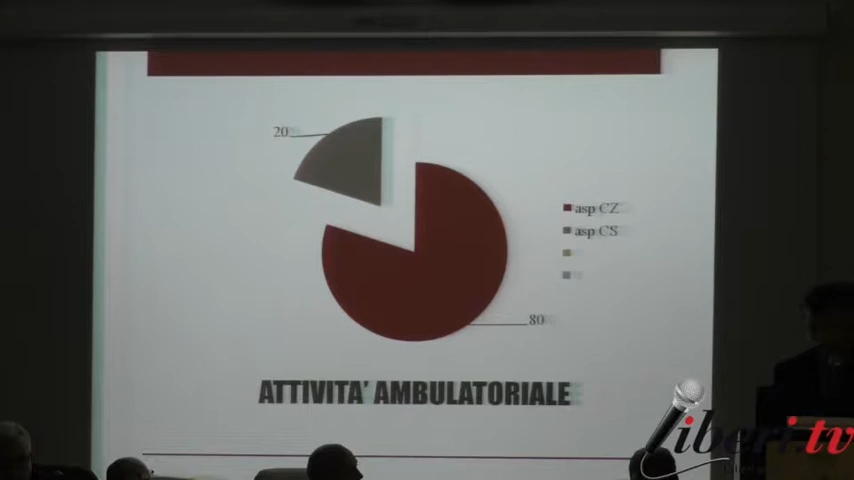 20
asp CZ
asp CS
80
ATTIVITA' AMBULATORIALE
liberi.tv